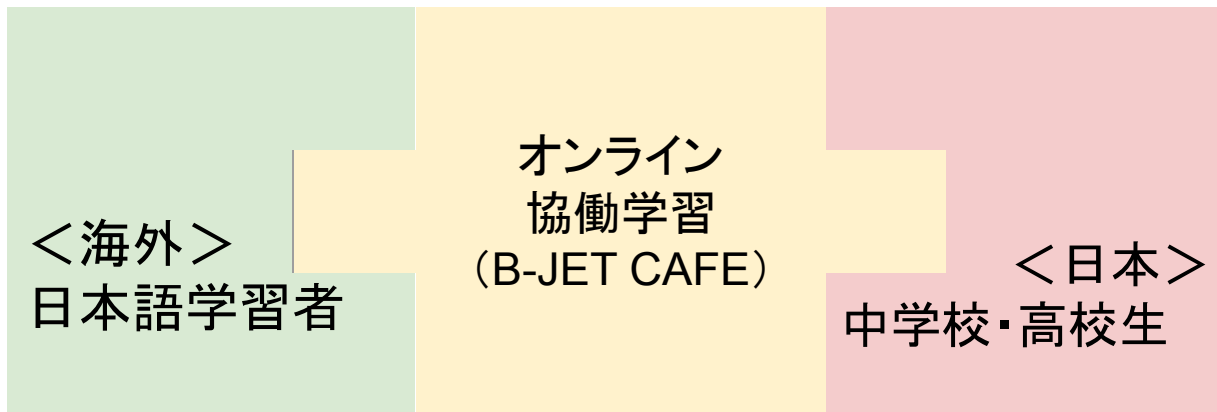 ＜海外＞
日本語学習者
オンライン
協働学習
（B-JET CAFE）
＜日本＞
中学校・高校生